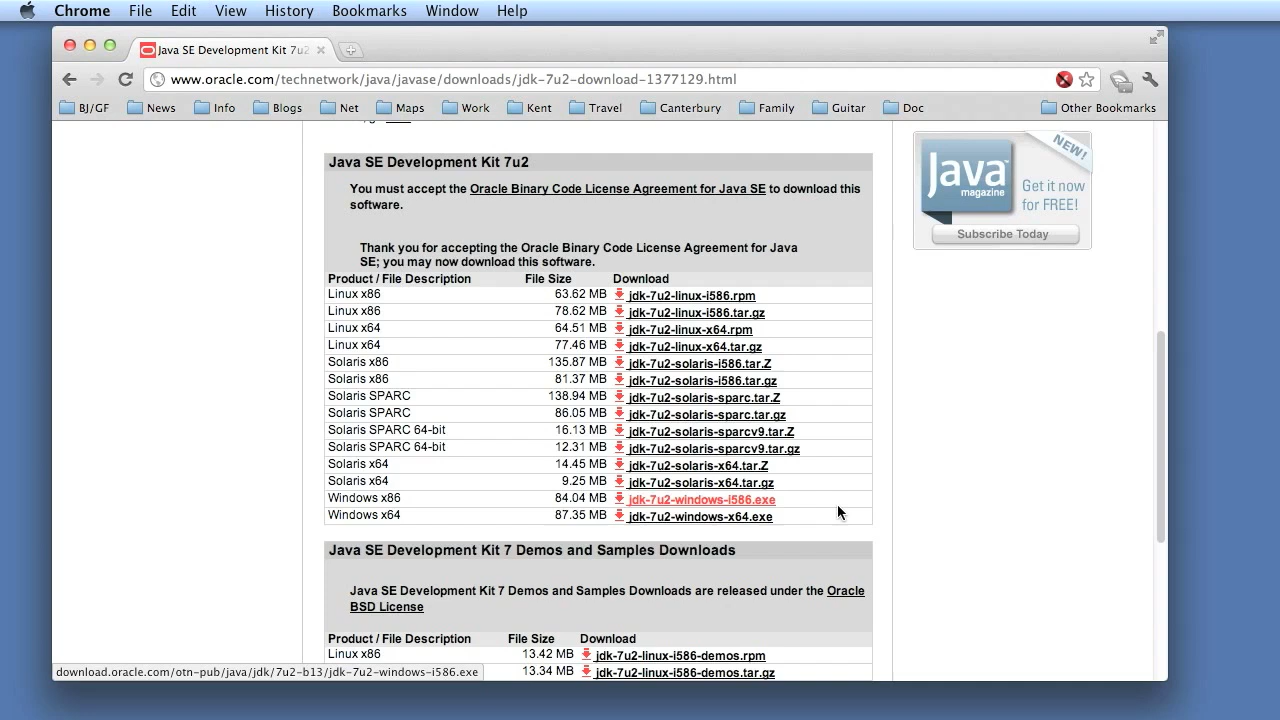 Chrome File Edit View History Bookmarks Window Help
Java SE Development Kit 7u2
www.oracle.com/technetwork/java/javase/downloads/jdk-7u2-download-1377129.html
BJ/GF News Info Blogs Net Maps Work Kent Travel Canterbury Family Guitar Doc Other Bookmarks
Java SE Development Kit 7u2
You must accept the Oracle Binary Code License Agreement for Java SE to download this
software.
Thank you for accepting the Oracle Binary Code License Agreement for Java
SE; you may now download this software.
Product / File Description File Size Download
Linux x86 63.62 MB jdk-7u2-linux-i586.rpm
Linux x86 78.62 MB jdk-7u2-linux-i586.tar.gz
Linux x64 64.51 MB jdk-7u2-linux-x64.rpm
Linux x64 77.46 MB jdk-7u2-linux-x64.tar.gz
Solaris x86 135.87 MB jdk-7u2-solaris-i586.tar.Z
Solaris x86 81.37 MB jdk-7u2-solaris-i586.tar.gz
Solaris SPARC 138.94 MB jdk-7u2-solaris-sparc.tar.Z
Solaris SPARC 86.05 MB jdk-7u2-solaris-sparc.tar.gz
Solaris SPARC 64-bit 16.13 MB jdk-7u2-solaris-sparcv9.tar.Z
Solaris SPARC 64-bit 12.31 MB jdk-7u2-solaris-sparcv9.tar.gz
Solaris x64 14.45 MB jdk-7u2-solaris-x64.tar.Z
Solaris x64 9.25 MB jdk-7u2-solaris-x64.tar.gz
Windows x86 84.04 MB jdk-7u2-windows-i586.exe
Windows x64 87.35 MB jdk-7u2-windows-x64.exe
Java SE Development Kit 7 Demos and Samples Downloads
Java SE Development Kit 7 Demos and Samples Downloads are released under the Oracle
BSD License
Product / File Description File Size Download
Linux x86 13.42 MB jdk-7u2-linux-i586-demos.rpm
13.34 MB jdk-7u2-linux-i586-demos.tar.gz
download.oracle.com/otn-pub/java/jdk/7u2-b13/jdk-7u2-windows-i586.exe
NEW!
Java
magazine
Get it now
for FREE!
Subscribe Today